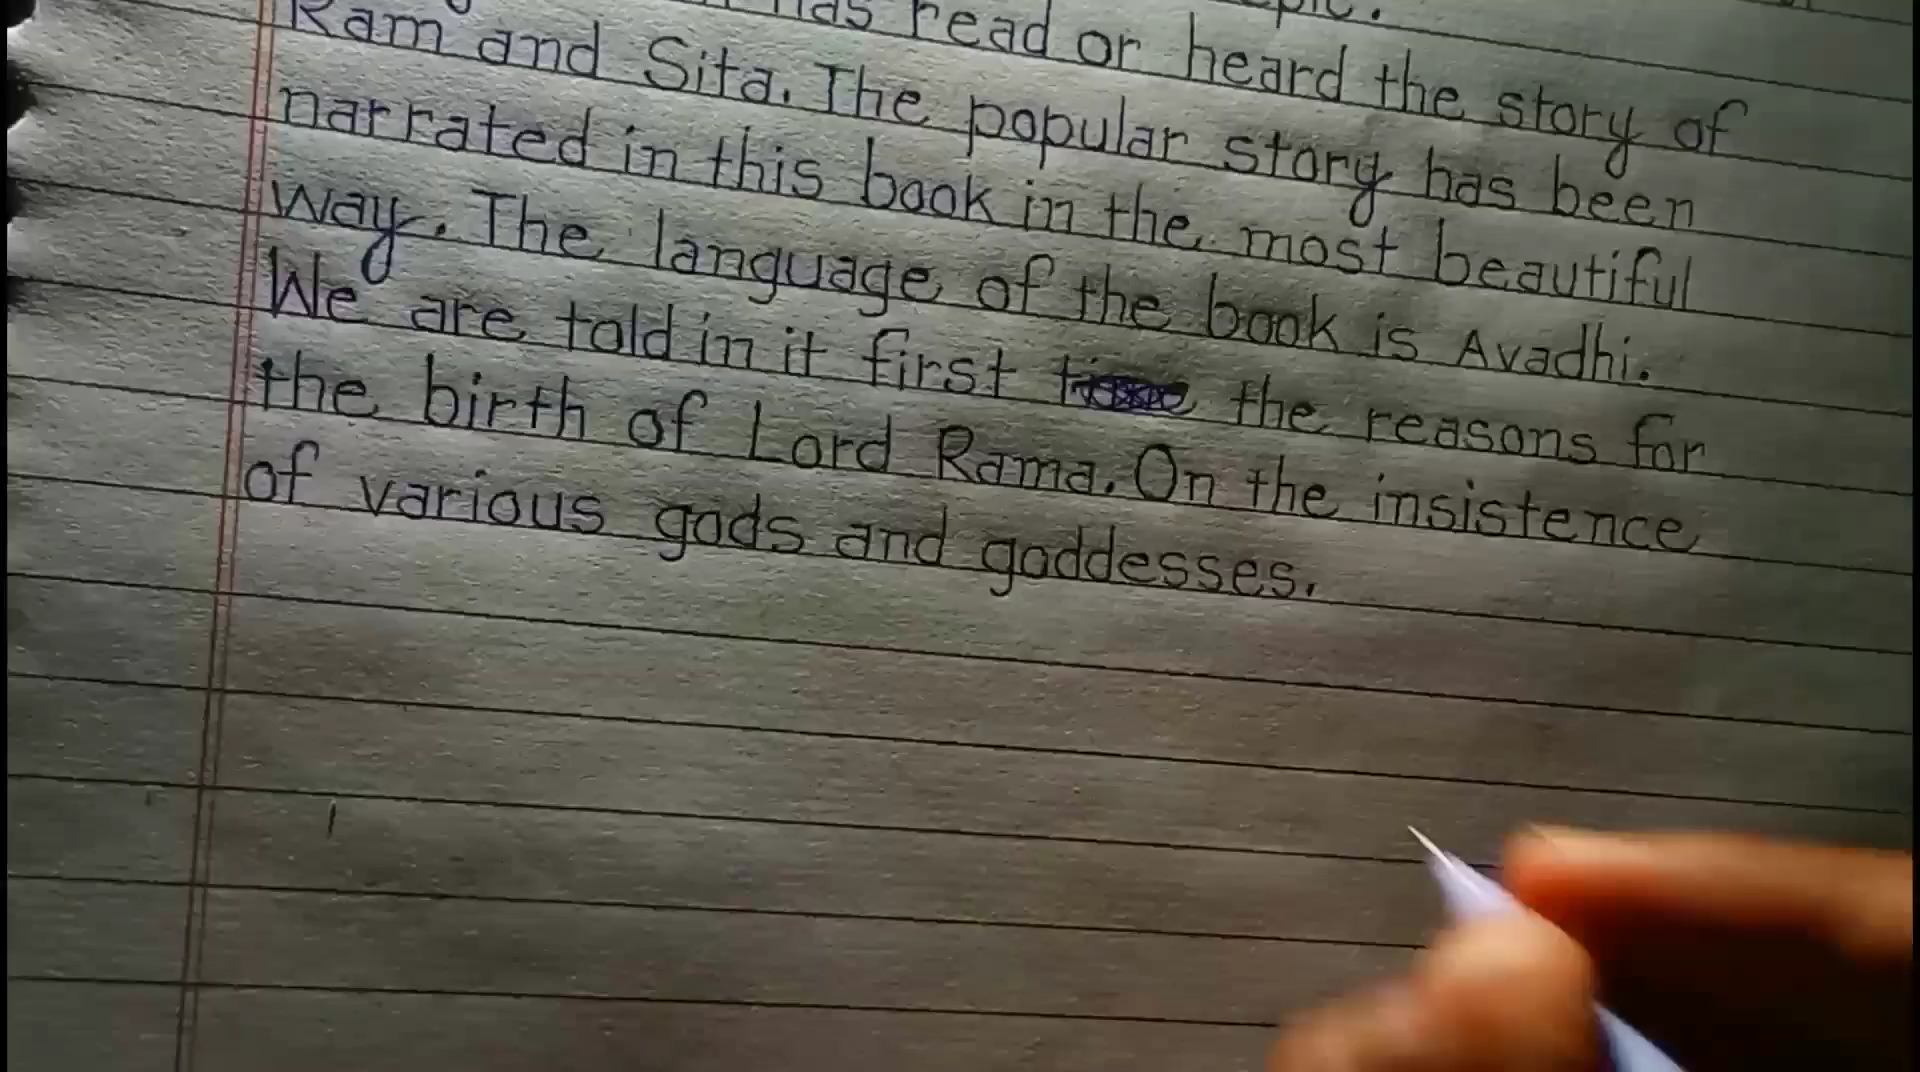 has read or heard the story of
Ram and Sita. The popular story has been
narrated in this book in the most beautiful
way. The language of the book is Avadhi.
We are told in it first the reasons for
the birth of Lord Rama. On the insistence
of various gods and goddesses.